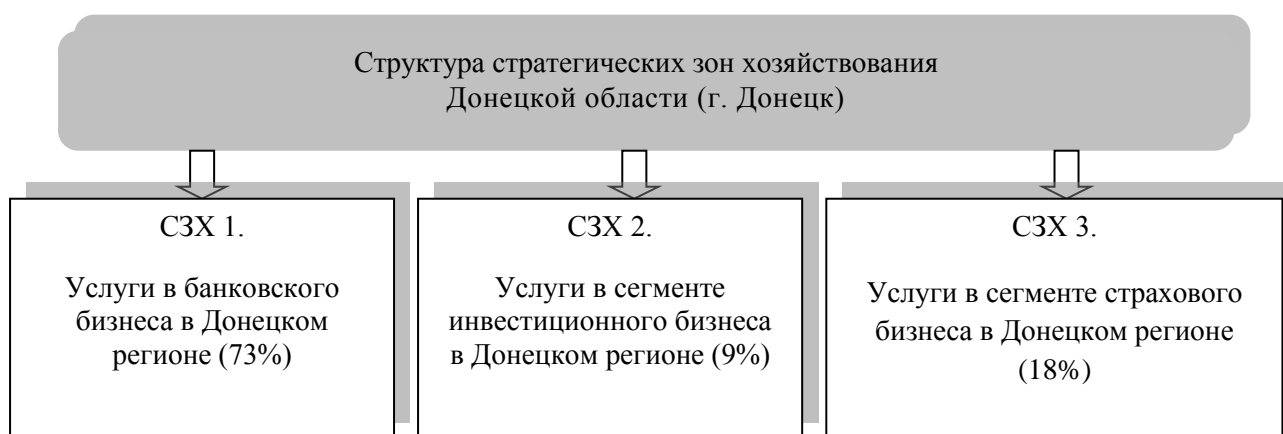 Структура стратегических зон хозяйствования
Донецкой области (г. Донецк)
СЗХ 1.
Услуги в банковского
бизнеса в Донецком
регионе (73%)
СЗХ 2.
Услуги в сегменте
инвестиционного бизнеса
в Донецком регионе (9%)
СЗХ 3.
Услуги в сегменте страхового
бизнеса в Донецком регионе
(18%)